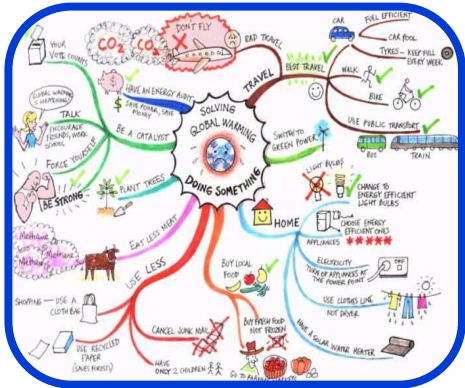 SOLVING
GLOBAL WARMING
DOING SOMETHING
TRAVEL
BAD TRAVEL
DON'T FLY
BEST TRAVEL
CAR
FUEL EFFICIENT
CAR POOL
TYRES - KEEP FULL
EVERY WEEK
WALK
BIKE
USE PUBLIC TRANSPORT
BUS
TRAIN
SWITCH TO
GREEN POWER
HOME
LIGHT BULBS
CHANGE TO
ENERGY EFFICIENT
LIGHT BULBS
APPLIANCES
CHOOSE ENERGY
EFFICIENT ONES
ELECTRICITY
TURN OFF APPLIANCES AT
THE POWER POINT
USE CLOTHES LINE
NOT DRYER
HAVE A SOLAR WATER HEATER
BUY LOCAL
FOOD
BUY FRESH FOOD
NOT FROZEN
GO TO FARMERS MARKETS
USE LESS
SHOPPING - USE A
CLOTH BAG
USE RECYCLED
PAPER
(SAVES FORESTS)
CANCEL JUNK MAIL
HAVE
ONLY 2 CHILDREN
EAT LESS MEAT
Methane
Methane
PLANT TREES
BE A CATALYST
YOUR
VOTE COUNTS
TALK
GLOBAL WARMING
IS HAPPENING
ENCOURAGE
FRIENDS, WORK
SCHOOL
FORCE YOURSELF
BE STRONG
HAVE AN ENERGY AUDIT
SAVE POWER, SAVE
MONEY
$
CO2
CO2